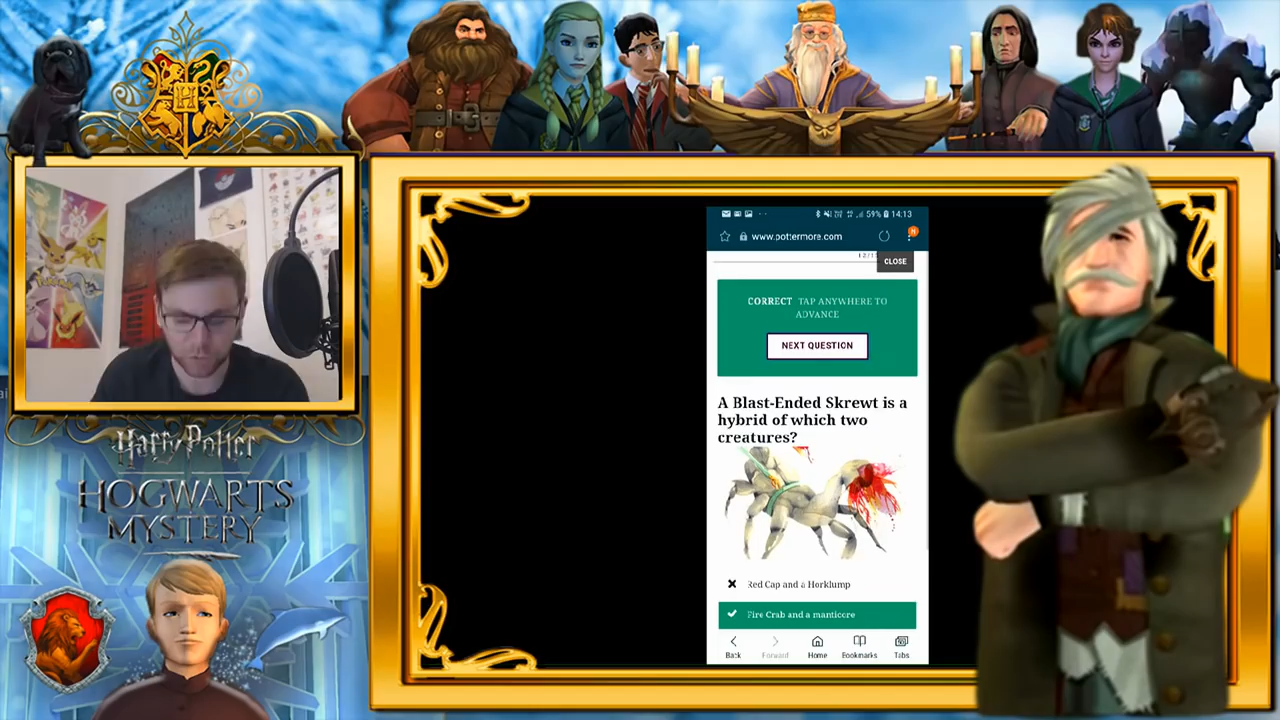 H
POKÉMON
Harry Potter
HOGWARTS
MYSTERY
59% 14:13
www.pottermore.com
N
CLOSE
CORRECT TAP ANYWHERE TO
ADVANCE
NEXT QUESTION
A Blast-Ended Skrewt is a
hybrid of which two
creatures?
Red Cap and a Horklump
Fire Crab and a manticore
Back
Forward
Home
Bookmarks
Tabs